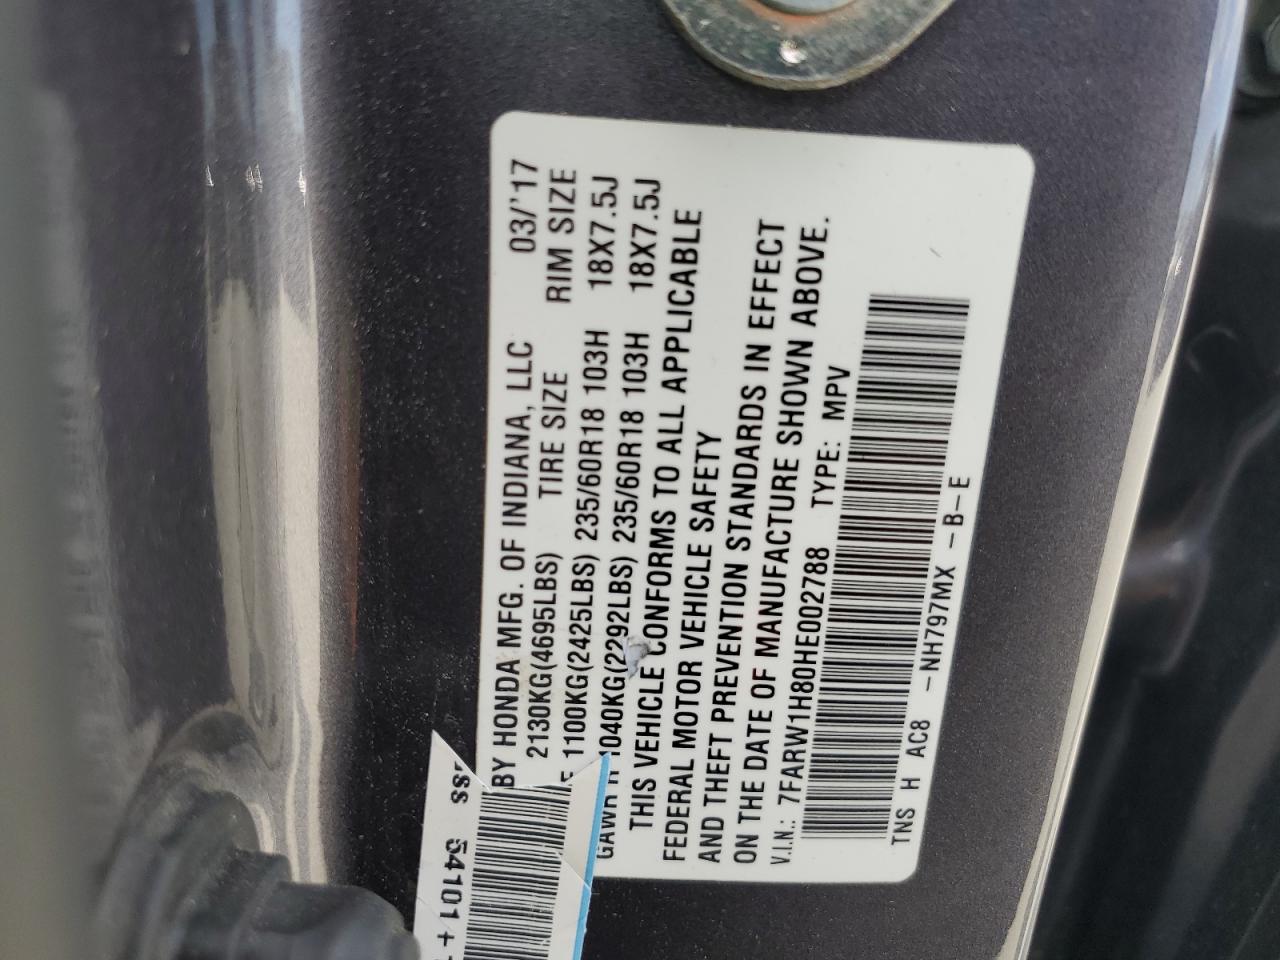 BY HONDA MFG. OF INDIANA, LLC 03/'17
2130KG(4695LBS) TIRE SIZE RIM SIZE
1100KG(2425LBS) 235/60R18 103H 18X7.5J
GAWR 1040KG(2292LBS) 235/60R18 103H 18X7.5J
THIS VEHICLE CONFORMS TO ALL APPLICABLE
FEDERAL MOTOR VEHICLE SAFETY
AND THEFT PREVENTION STANDARDS IN EFFECT
ON THE DATE OF MANUFACTURE SHOWN ABOVE.
V.I.N.: 7FARW1H80HE002788 TYPE: MPV
TNS H AC8 -NH797MX -B-E
54101+